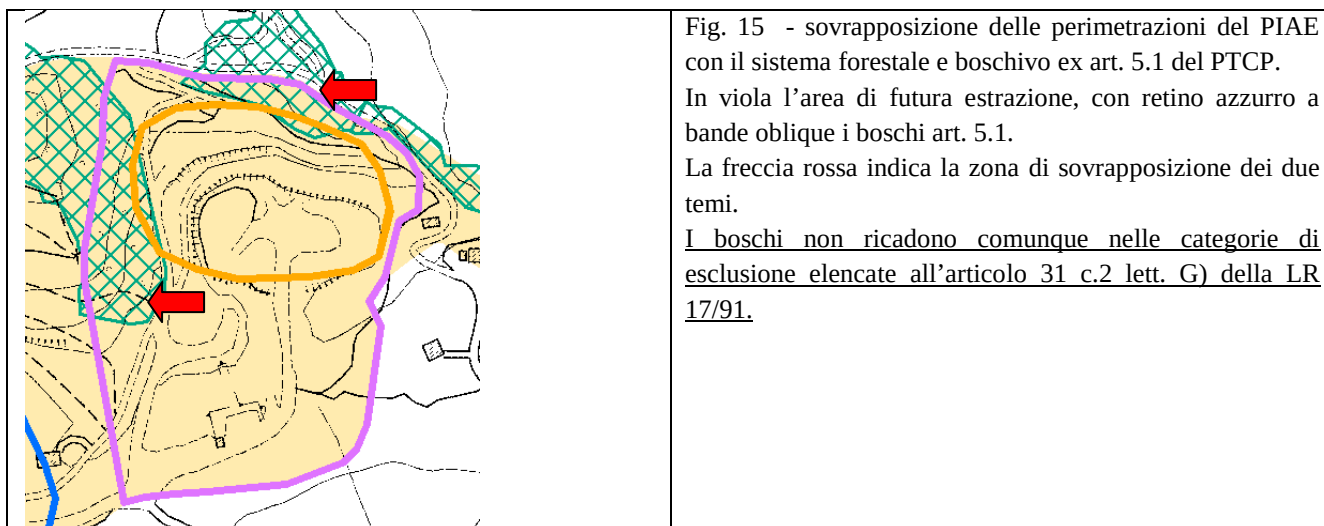 Fig. 15 - sovrapposizione delle perimetrazioni del PIAE
con il sistema forestale e boschivo ex art. 5.1 del PTCP.
In viola l’area di futura estrazione, con retino azzurro a
bande oblique i boschi art. 5.1.
La freccia rossa indica la zona di sovrapposizione dei due
temi.
I boschi non ricadono comunque nelle categorie di
esclusione elencate all’articolo 31 c.2 lett. G) della LR
17/91.